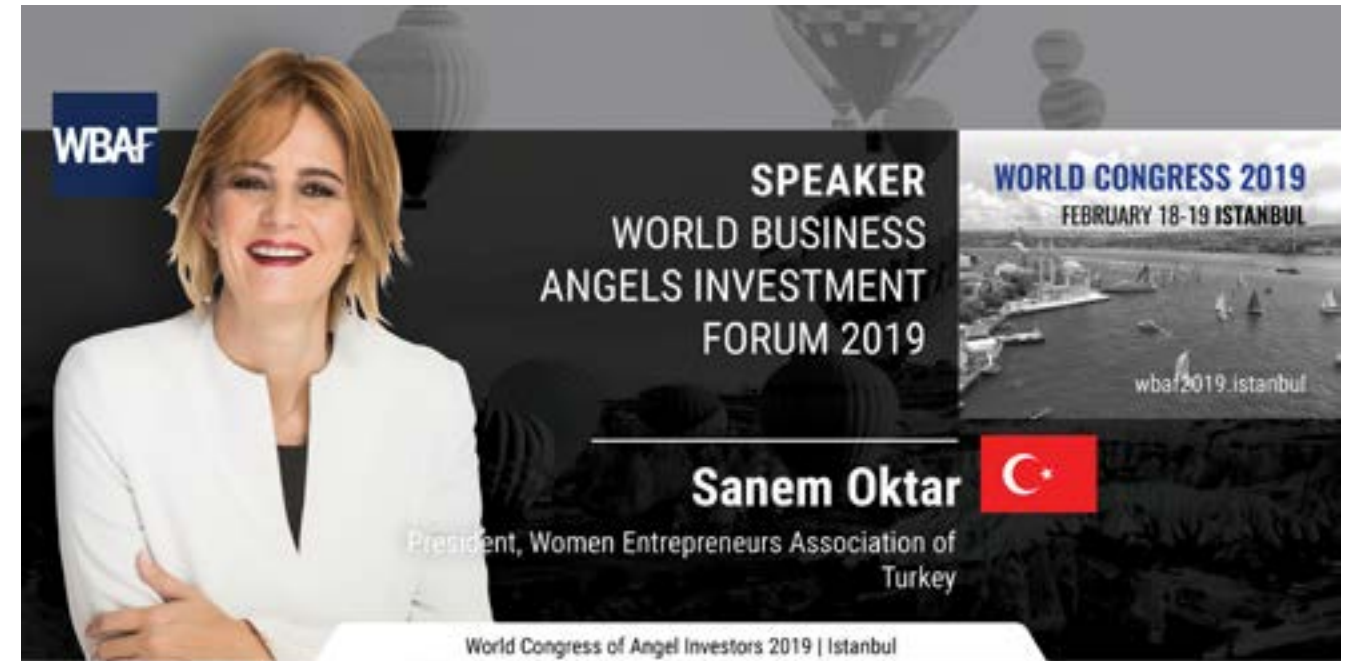 WBAF
SPEAKER
WORLD BUSINESS
ANGELS INVESTMENT
FORUM 2019
WORLD CONGRESS 2019
FEBRUARY 18-19 ISTANBUL
wbaf2019.istanbul
Sanem Oktar
President, Women Entrepreneurs Association of
Turkey
World Congress of Angel Investors 2019 | Istanbul